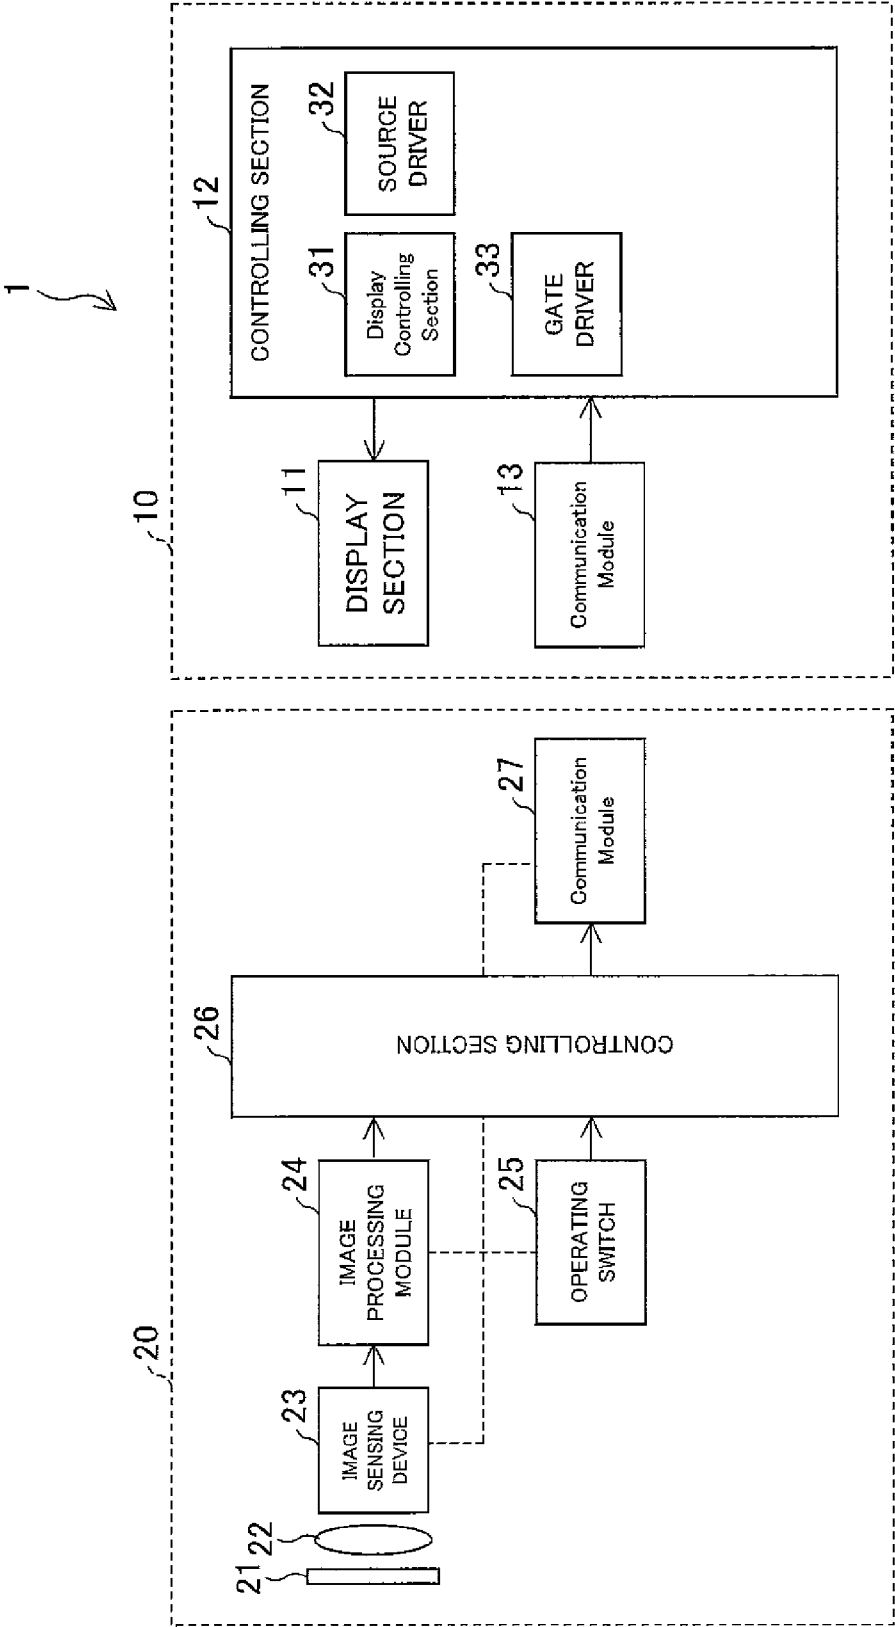 1
20
21
22
23
IMAGE
SENSING
DEVICE
24
IMAGE
PROCESSING
MODULE
25
OPERATING
SWITCH
26
CONTROLLING SECTION
27
Communication
Module
10
11
DISPLAY
SECTION
13
Communication
Module
12
CONTROLLING SECTION
31
Display
Controlling
Section
32
SOURCE
DRIVER
33
GATE
DRIVER